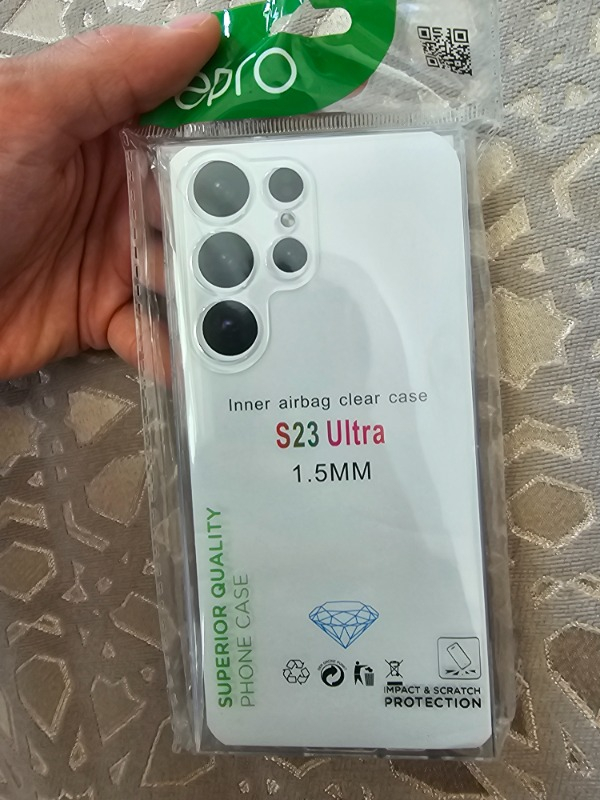 epro
Inner airbag clear case
S23 Ultra
1.5MM
SUPERIOR QUALITY
PHONE CASE
IMPACT & SCRATCH
PROTECTION